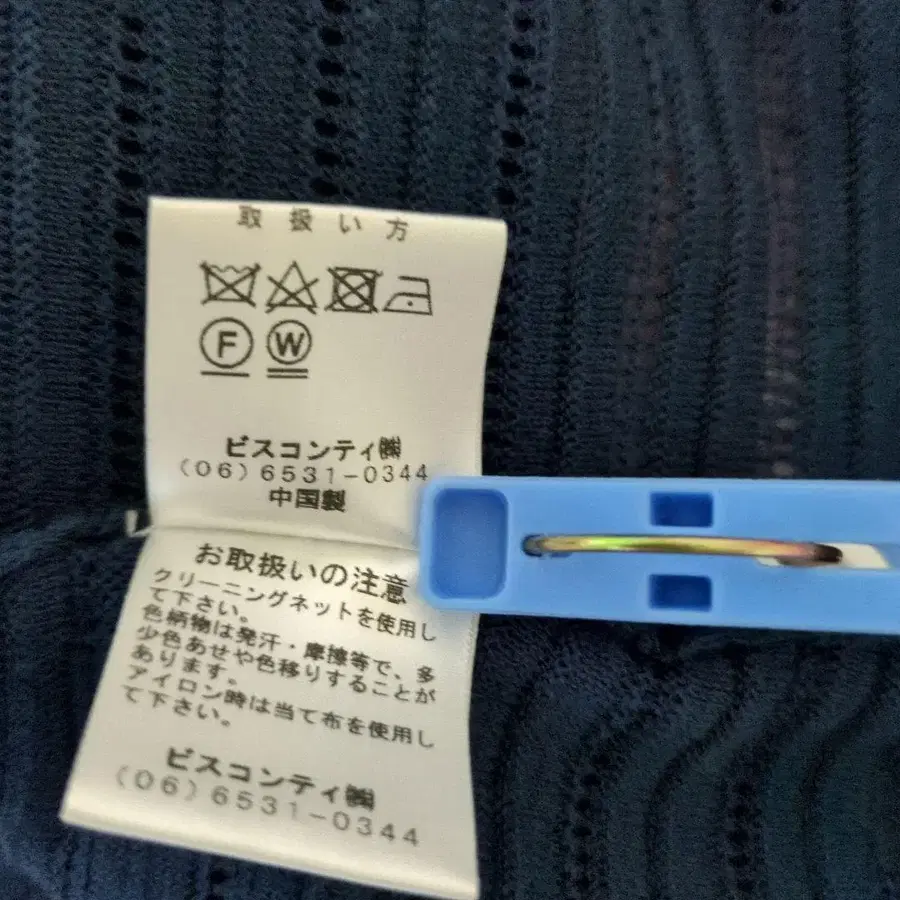 取扱い方
F W
ビスコンティ㈱
(06)6531-0344
中国製
お取扱いの注意
クリーニングネットを使用し
て下さい。
色柄物は発汗・摩擦等で、多
少色あせや色移りすることが
あります。
アイロン時は当て布を使用し
て下さい。
ビスコンティ㈱
(06)6531-0344